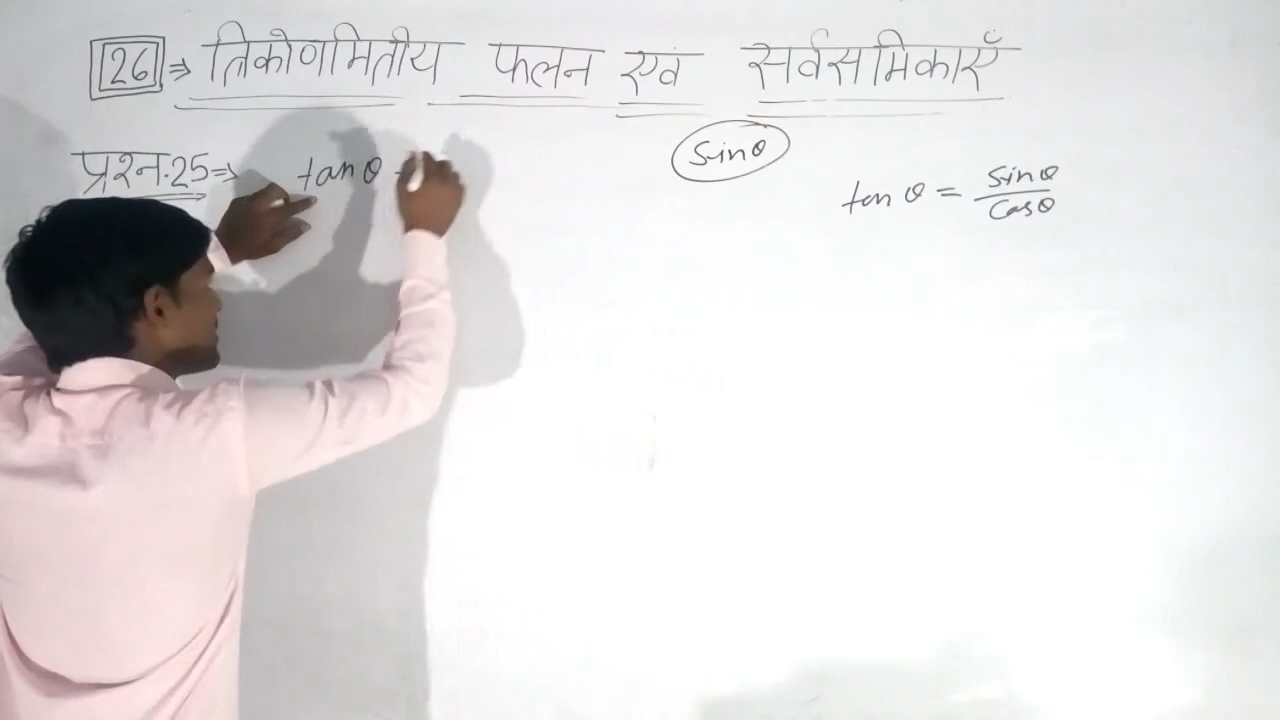 26 ⇒ त्रिकोणमितीय फलन एवं सर्वसमिकाएँ
प्रश्न.25 ⇒ tan θ
sinθ
tan θ = sinθ / cosθ